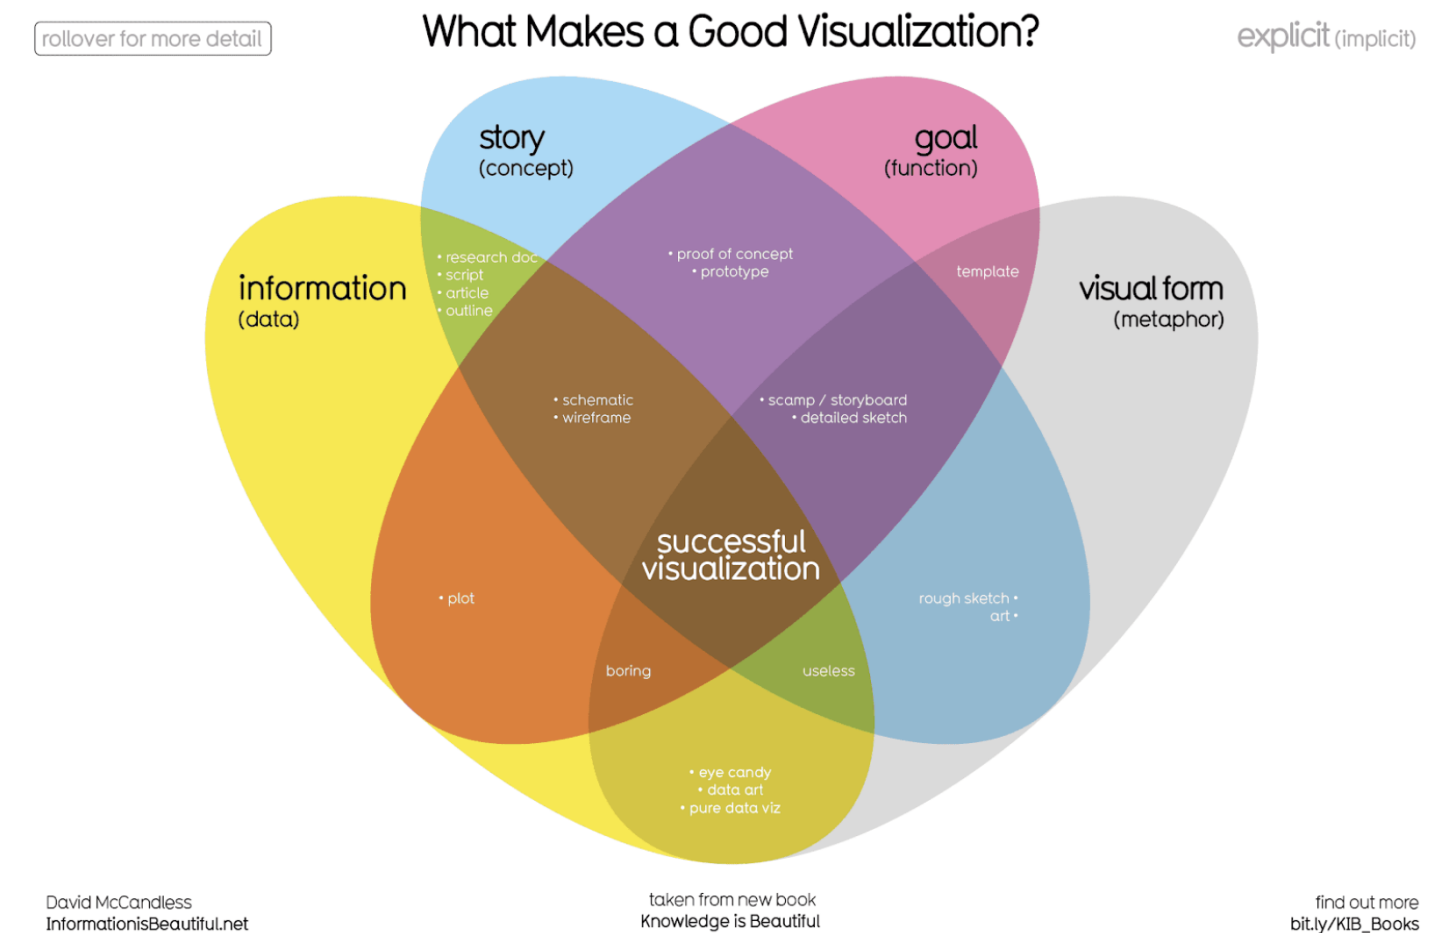 What Makes a Good Visualization?
rollover for more detail
explicit (implicit)
story
(concept)
goal
(function)
information
(data)
visual form
(metaphor)
• research doc
• script
• article
• outline
• proof of concept
• prototype
template
• schematic
• wireframe
• scamp / storyboard
• detailed sketch
successful
visualization
• plot
rough sketch •
art •
boring
useless
• eye candy
• data art
• pure data viz
David McCandless
InformationisBeautiful.net
taken from new book
Knowledge is Beautiful
find out more
bit.ly/KIB_Books